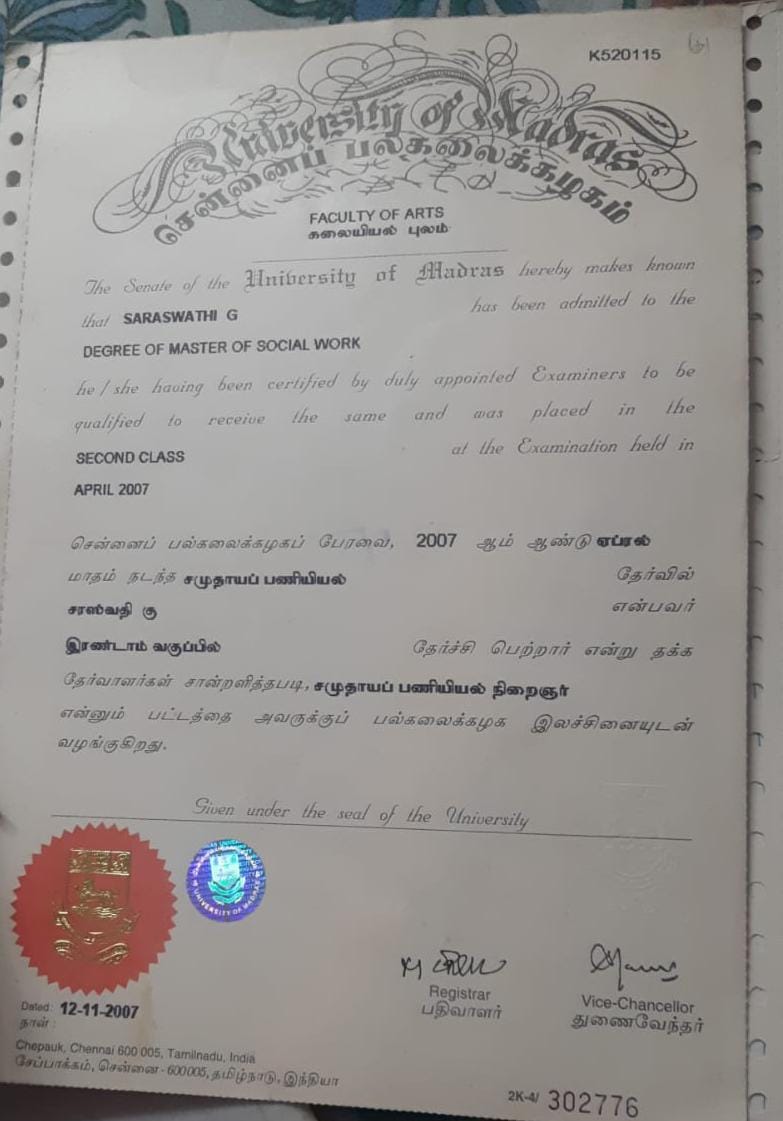 K520115
University of Madras
சென்னைப் பல்கலைக்கழகம்
FACULTY OF ARTS
கலையியல் புலம்
The Senate of the University of Madras hereby makes known
that SARASWATHI G has been admitted to the
DEGREE OF MASTER OF SOCIAL WORK
he / she having been certified by duly appointed Examiners to be
qualified to receive the same and was placed in the
SECOND CLASS at the Examination held in
APRIL 2007
சென்னைப் பல்கலைக்கழகப் பேரவை, 2007 ஆம் ஆண்டு ஏப்ரல்
மாதம் நடந்த சமுதாயப் பணியியல் தேர்வில்
சரஸ்வதி கு என்பவர்
இரண்டாம் வகுப்பில் தேர்ச்சி பெற்றார் என்று தக்க
தேர்வாளர்கள் சான்றளித்தபடி, சமுதாயப் பணியியல் நிறைஞர்
என்னும் பட்டத்தை அவருக்குப் பல்கலைக்கழக இலச்சினையுடன்
வழங்குகிறது.
Given under the seal of the University
UNIVERSITY OF MADRAS
Registrar
பதிவாளர்
Vice-Chancellor
துணைவேந்தர்
Dated: 12-11-2007
நாள் :
Chepauk, Chennai 600 005, Tamilnadu, India
சேப்பாக்கம், சென்னை - 600005, தமிழ்நாடு, இந்தியா
2K-4/ 302776